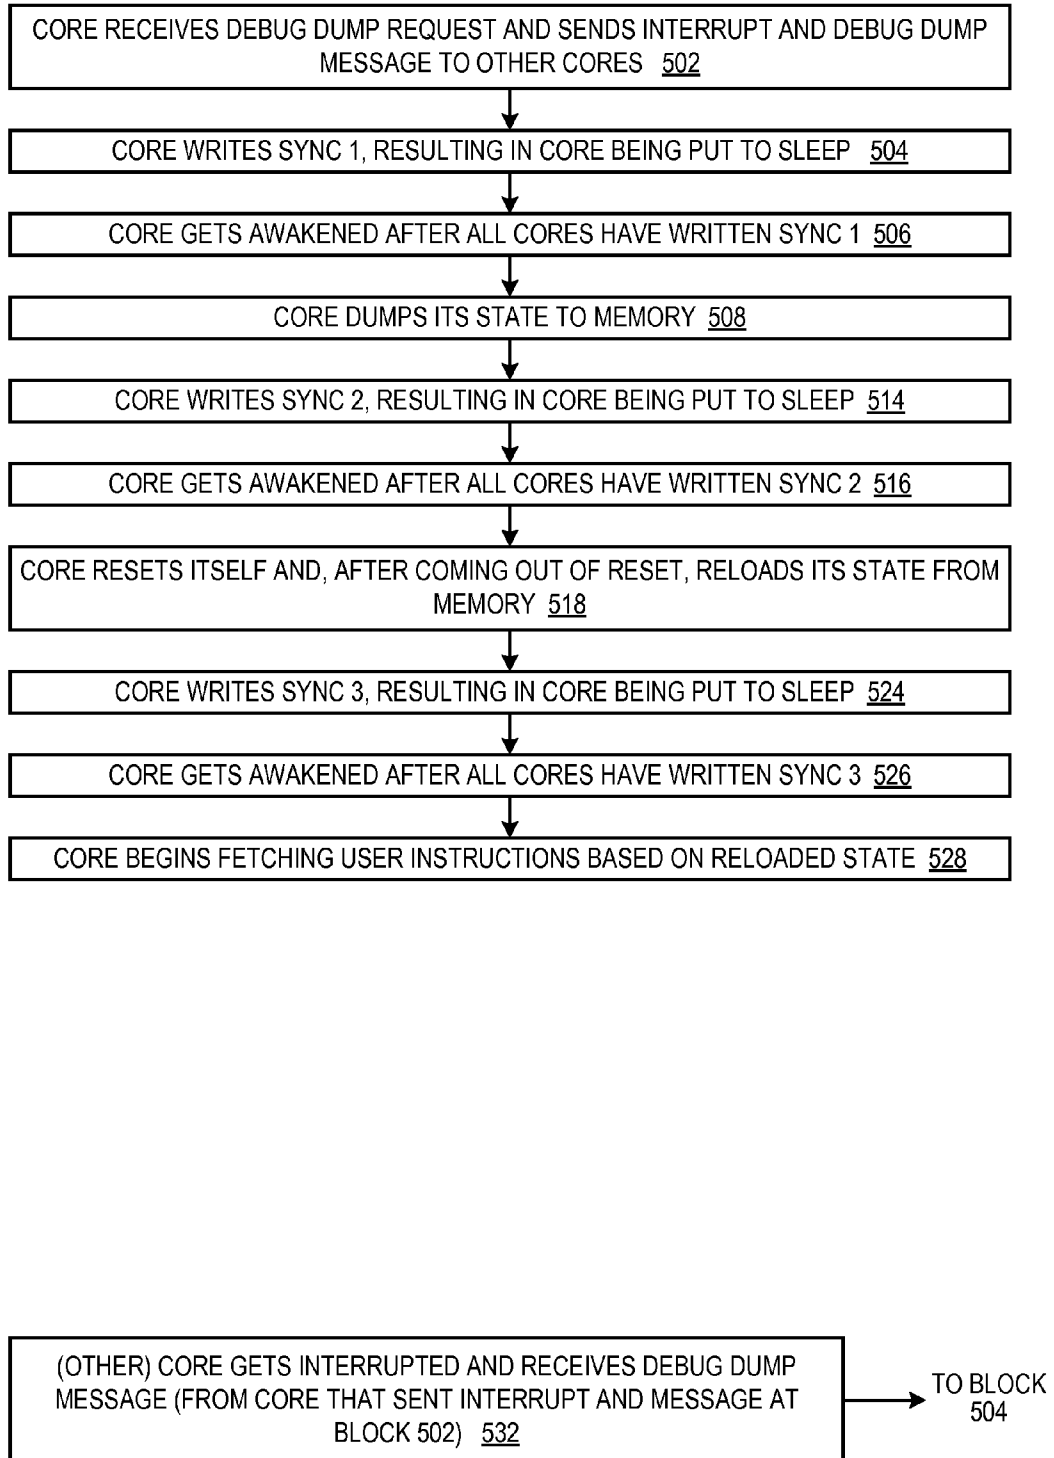 CORE RECEIVES DEBUG DUMP REQUEST AND SENDS INTERRUPT AND DEBUG DUMP
MESSAGE TO OTHER CORES 502
CORE WRITES SYNC 1, RESULTING IN CORE BEING PUT TO SLEEP 504
CORE GETS AWAKENED AFTER ALL CORES HAVE WRITTEN SYNC 1 506
CORE DUMPS ITS STATE TO MEMORY 508
CORE WRITES SYNC 2, RESULTING IN CORE BEING PUT TO SLEEP 514
CORE GETS AWAKENED AFTER ALL CORES HAVE WRITTEN SYNC 2 516
CORE RESETS ITSELF AND, AFTER COMING OUT OF RESET, RELOADS ITS STATE FROM
MEMORY 518
CORE WRITES SYNC 3, RESULTING IN CORE BEING PUT TO SLEEP 524
CORE GETS AWAKENED AFTER ALL CORES HAVE WRITTEN SYNC 3 526
CORE BEGINS FETCHING USER INSTRUCTIONS BASED ON RELOADED STATE 528
(OTHER) CORE GETS INTERRUPTED AND RECEIVES DEBUG DUMP
MESSAGE (FROM CORE THAT SENT INTERRUPT AND MESSAGE AT
BLOCK 502) 532
TO BLOCK
504